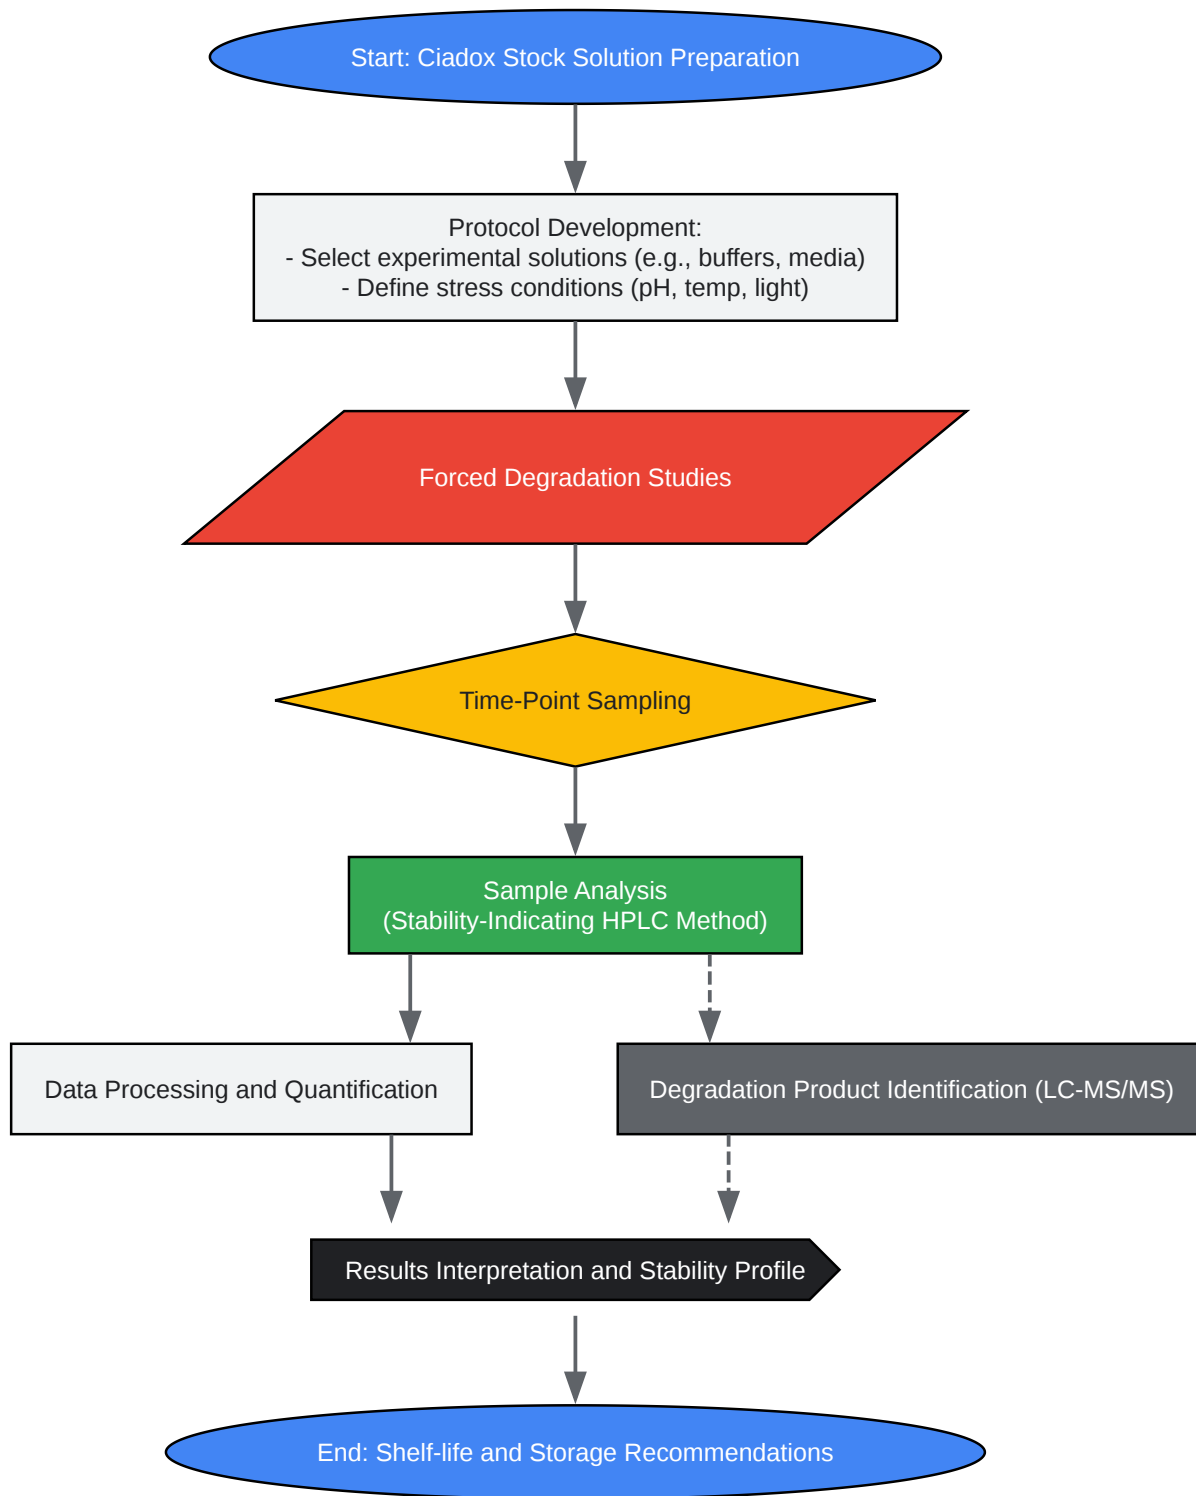 Start: Ciadox Stock Solution Preparation
Protocol Development:
- Select experimental solutions (e.g., buffers, media)
- Define stress conditions (pH, temp, light)
Forced Degradation Studies
Time-Point Sampling
Sample Analysis
(Stability-Indicating HPLC Method)
Data Processing and Quantification
Degradation Product Identification (LC-MS/MS)
Results Interpretation and Stability Profile
End: Shelf-life and Storage Recommendations